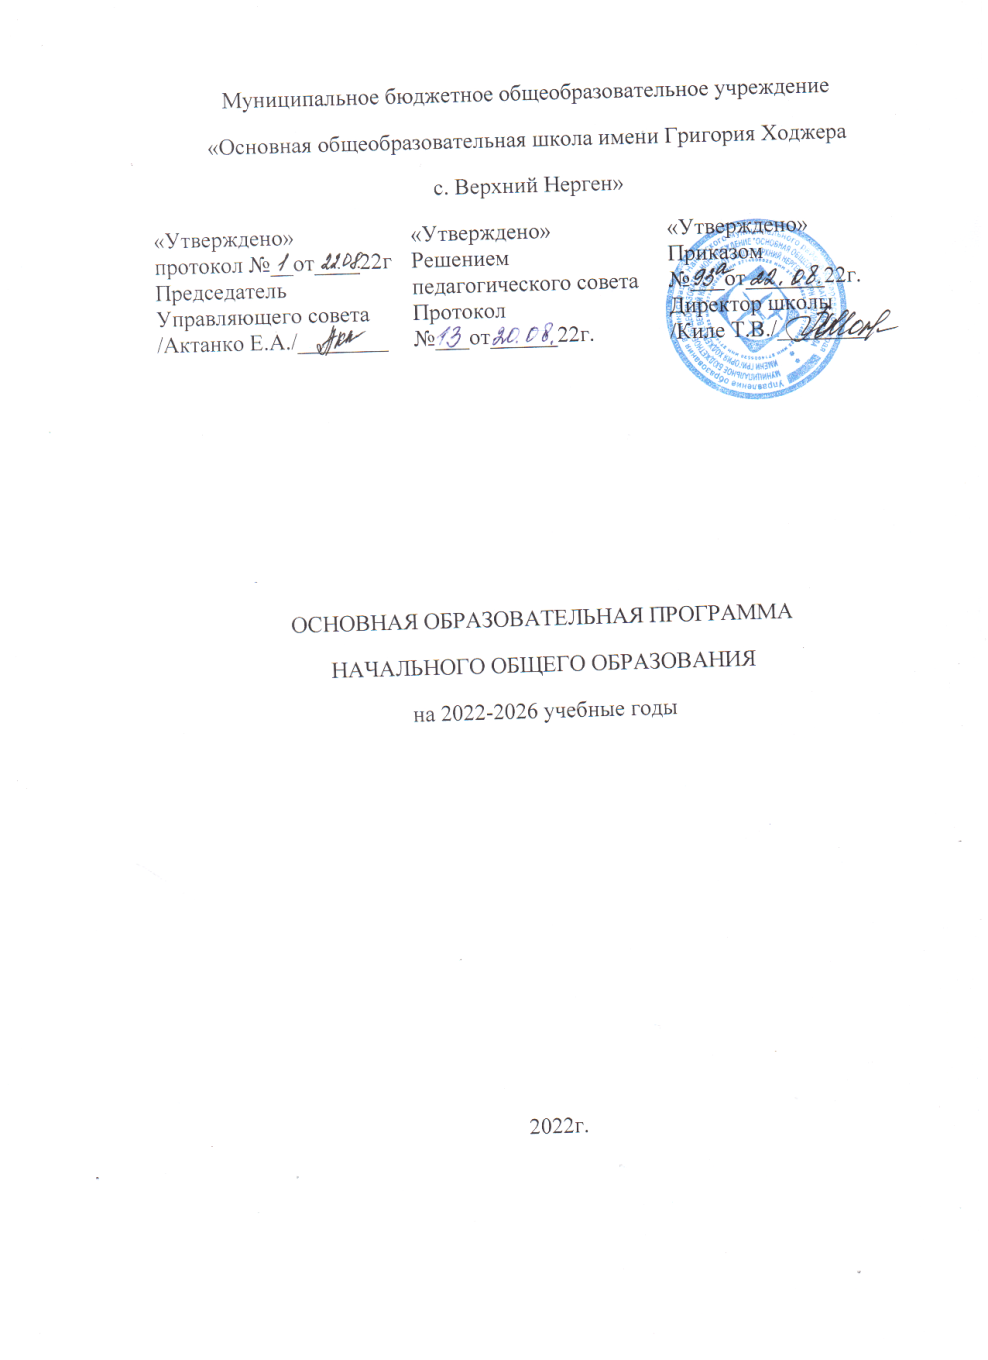 Муниципальное бюджетное общеобразовательное учреждение
«Основная общеобразовательная школа имени Григория Ходжера
с. Верхний Нерген»
«Утверждено»
протокол № 1 от 22.08.22г
Председатель
Управляющего совета
/Актанко Е.А./
«Утверждено»
Решением
педагогического совета
Протокол
№ 13 от 20.08.22г.
«Утверждено»
Приказом
№ 93а от 22.08.22г.
Директор школы
/Киле Т.В./
ОСНОВНАЯ ОБРАЗОВАТЕЛЬНАЯ ПРОГРАММА
НАЧАЛЬНОГО ОБЩЕГО ОБРАЗОВАНИЯ
на 2022-2026 учебные годы
2022г.